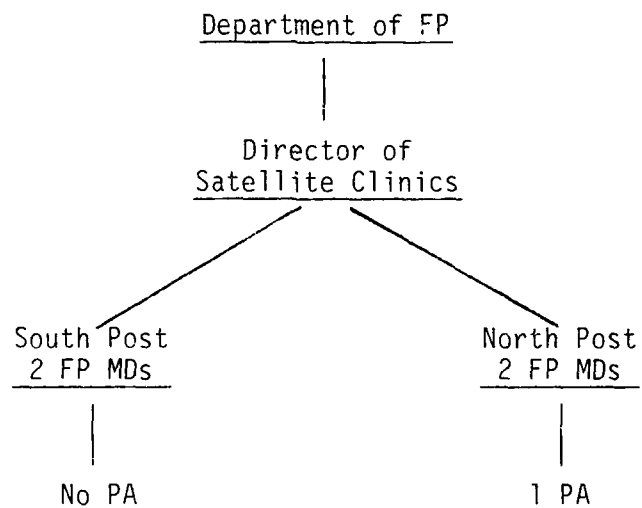 Department of FP
Director of
Satellite Clinics
South Post
2 FP MDs
North Post
2 FP MDs
No PA
1 PA